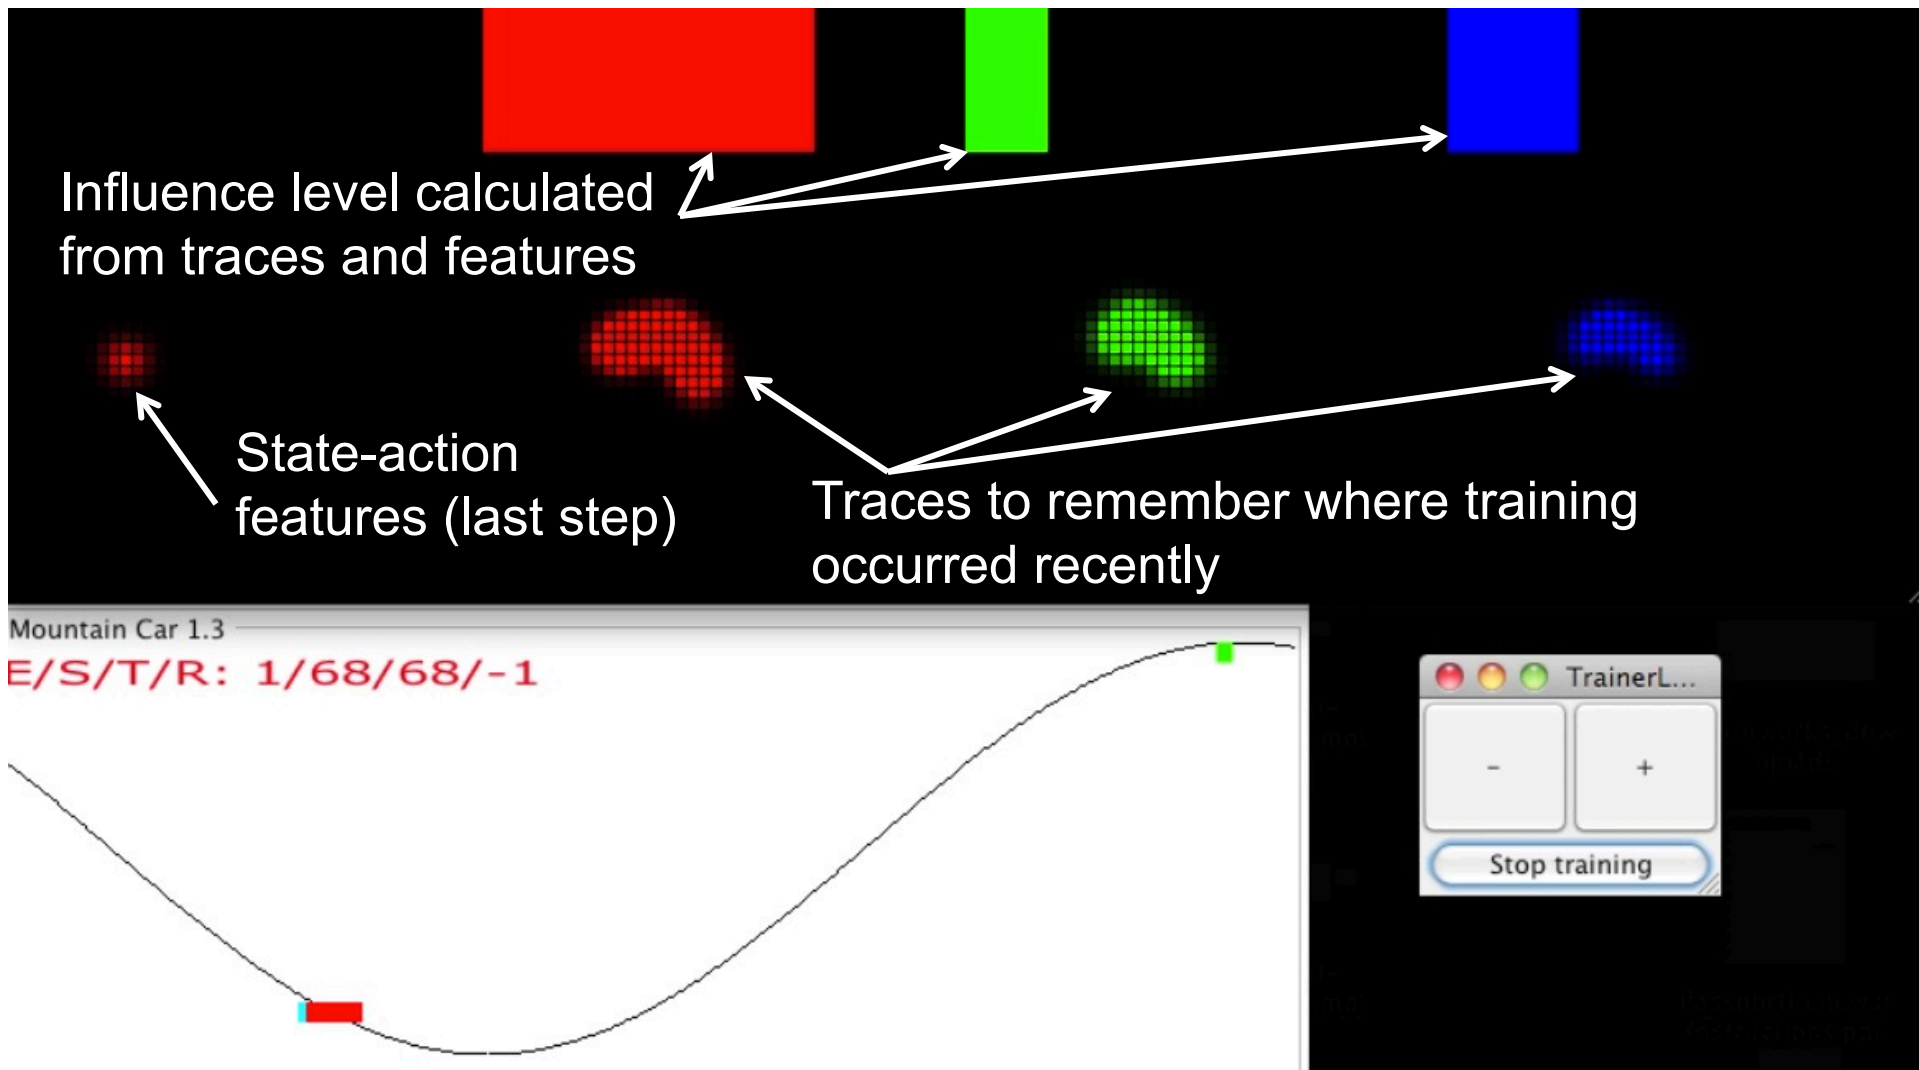 Influence level calculated
from traces and features
State-action
features (last step)
Traces to remember where training
occurred recently
Mountain Car 1.3
E/S/T/R: 1/68/68/-1
TrainerL...
-
+
Stop training